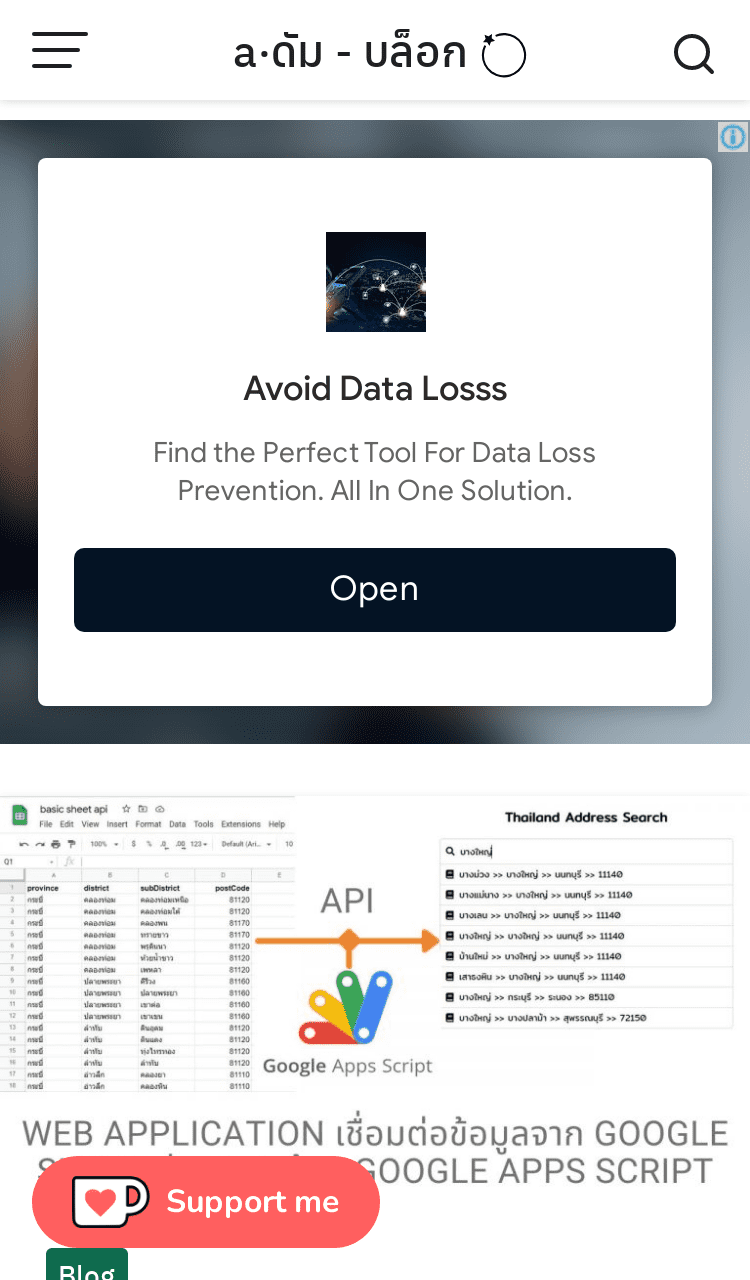 a·ดัม - บล็อก
Avoid Data Losss
Find the Perfect Tool For Data Loss
Prevention. All In One Solution.
Open
basic sheet api
File Edit View Insert Format Data Tools Extensions Help
100% $ % .0 .00 123 Default (Ari... 10
Q1
A B C D E
1 province district subDistrict postCode
2 กระบี่ คลองท่อม คลองท่อมเหนือ 81120
3 กระบี่ คลองท่อม คลองท่อมใต้ 81120
4 กระบี่ คลองท่อม คลองพน 81170
5 กระบี่ คลองท่อม ทรายขาว 81170
6 กระบี่ คลองท่อม พรุดินนา 81120
7 กระบี่ คลองท่อม ห้วยน้ำขาว 81120
8 กระบี่ คลองท่อม เพหลา 81120
9 กระบี่ ปลายพระยา คีรีวง 81160
10 กระบี่ ปลายพระยา ปลายพระยา 81160
11 กระบี่ ปลายพระยา เขาต่อ 81160
12 กระบี่ ปลายพระยา เขาเขน 81160
13 กระบี่ ลำทับ ดินอุดม 81120
14 กระบี่ ลำทับ ดินแดง 81120
15 กระบี่ ลำทับ ทุ่งไทรทอง 81120
16 กระบี่ ลำทับ ลำทับ 81120
17 กระบี่ อ่าวลึก คลองยา 81110
18 กระบี่ อ่าวลึก คลองหิน 81110
API
Google Apps Script
Thailand Address Search
บางใหญ่
บางม่วง >> บางใหญ่ >> นนทบุรี >> 11140
บางแม่นาง >> บางใหญ่ >> นนทบุรี >> 11140
บางเลน >> บางใหญ่ >> นนทบุรี >> 11140
บางใหญ่ >> บางใหญ่ >> นนทบุรี >> 11140
บ้านใหม่ >> บางใหญ่ >> นนทบุรี >> 11140
เสาธงหิน >> บางใหญ่ >> นนทบุรี >> 11140
บางใหญ่ >> กระบุรี >> ระนอง >> 85110
บางใหญ่ >> บางปลาม้า >> สุพรรณบุรี >> 72150
WEB APPLICATION เชื่อมต่อข้อมูลจาก GOOGLE
GOOGLE APPS SCRIPT
Support me
Blog